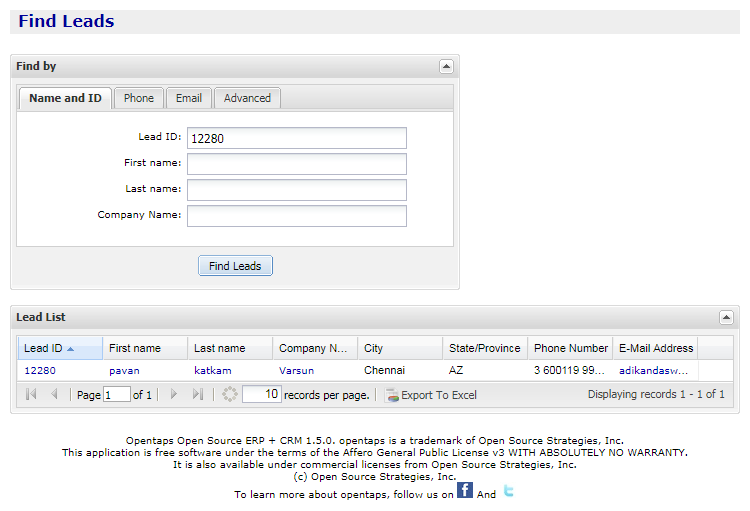 Find Leads
Find by
Name and ID Phone Email Advanced
Lead ID: 12280
First name:
Last name:
Company Name:
Find Leads
Lead List
Lead ID First name Last name Company N... City State/Province Phone Number E-Mail Address
12280 pavan katkam Varsun Chennai AZ 3 600119 99... adikandasw...
Page 1 of 1 10 records per page. Export To Excel Displaying records 1 - 1 of 1
Opentaps Open Source ERP + CRM 1.5.0. opentaps is a trademark of Open Source Strategies, Inc.
This application is free software under the terms of the Affero General Public License v3 WITH ABSOLUTELY NO WARRANTY.
It is also available under commercial licenses from Open Source Strategies, Inc.
(c) Open Source Strategies, Inc.
To learn more about opentaps, follow us on f And t